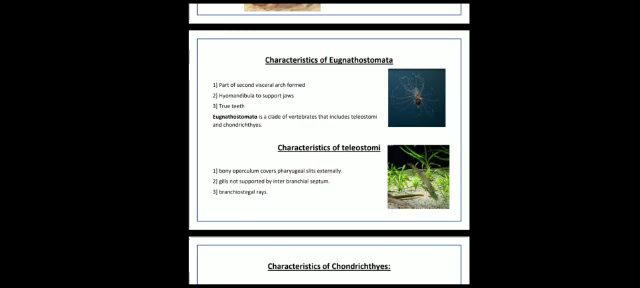 Characteristics of Eugnathostomata
1] Part of second visceral arch formed
2] Hyomandibula to support jaws
3] True teeth
Eugnathostomato is a clade of vertebrates that includes teleostomi
and chondrichthyes.
Characteristics of teleostomi
1] bony operculum covers pharyugeal slits externally.
2] gills not supported by inter branchial septum.
3] branchiostegal rays.
Characteristics of Chondrichthyes: